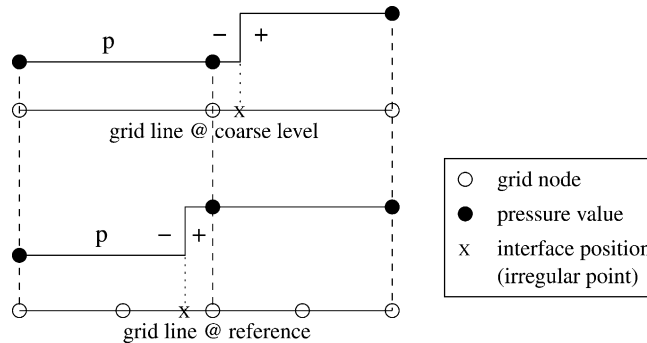 p
− +
x
grid line @ coarse level
p
− +
x
grid line @ reference
grid node
pressure value
x interface position
(irregular point)